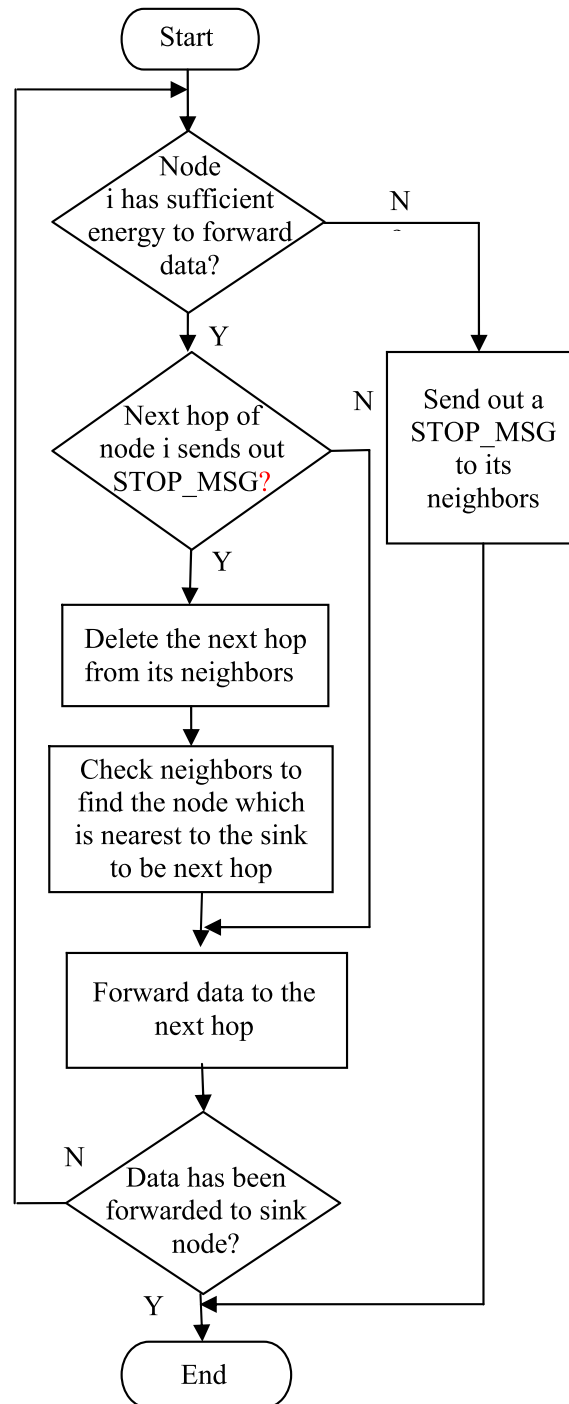 Start
Node
i has sufficient
energy to forward
data?
N
Y
Next hop of
node i sends out
STOP_MSG?
N
Send out a
STOP_MSG
to its
neighbors
Y
Delete the next hop
from its neighbors
Check neighbors to
find the node which
is nearest to the sink
to be next hop
Forward data to the
next hop
N
Data has been
forwarded to sink
node?
Y
End